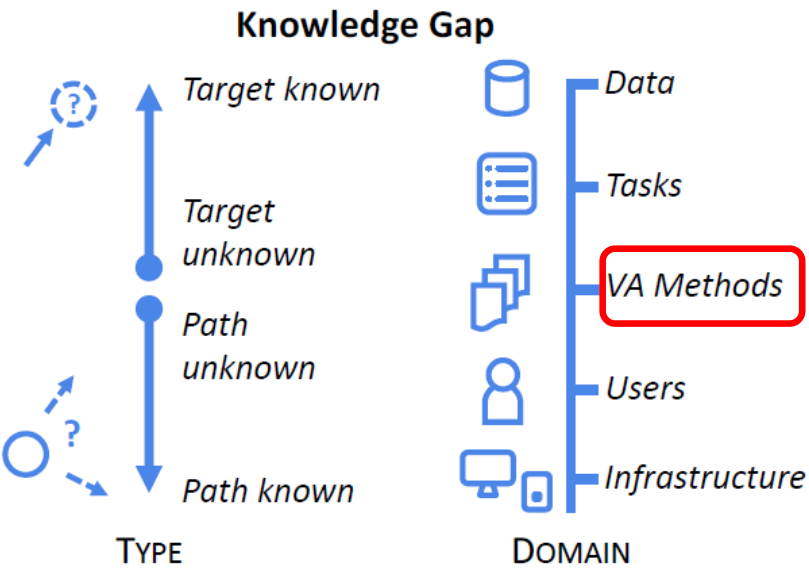 Knowledge Gap
?
Target known
Target
unknown
Path
unknown
?
Path known
TYPE
Data
Tasks
VA Methods
Users
Infrastructure
DOMAIN